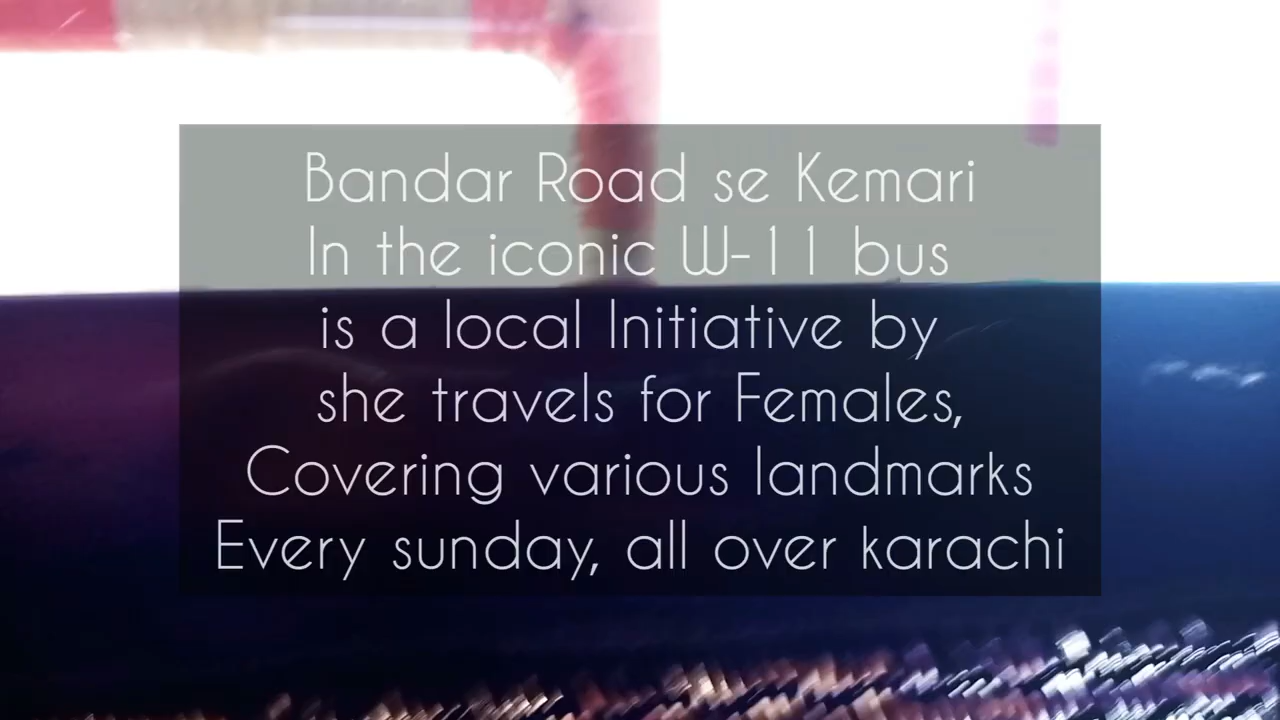 Bandar Road se Kemari
In the iconic W-11 bus
is a local Initiative by
she travels for Females,
Covering various landmarks
Every sunday, all over karachi